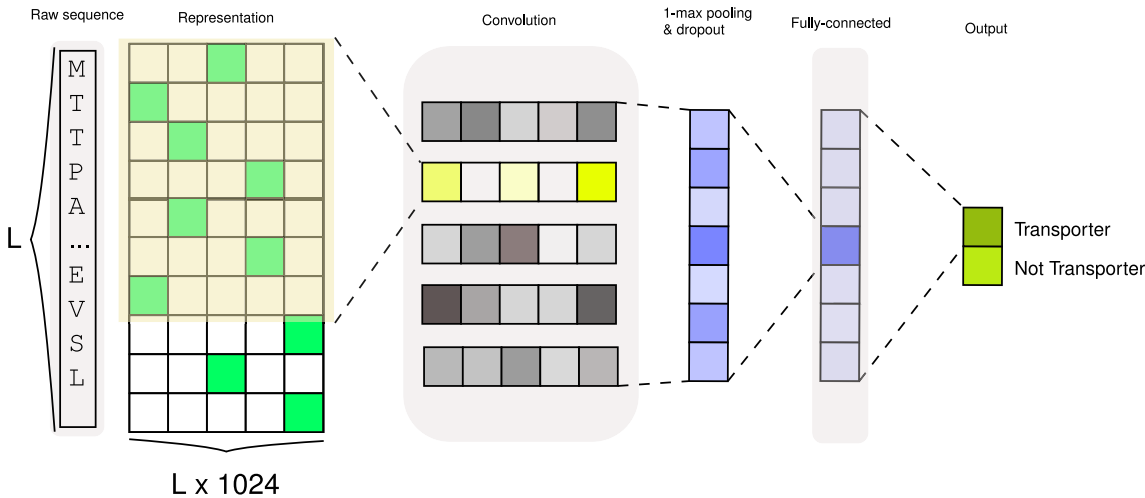 Raw sequence
Representation
Convolution
1-max pooling
& dropout
Fully-connected
Output
M
T
T
P
A
...
E
V
S
L
L
Transporter
Not Transporter
L x 1024